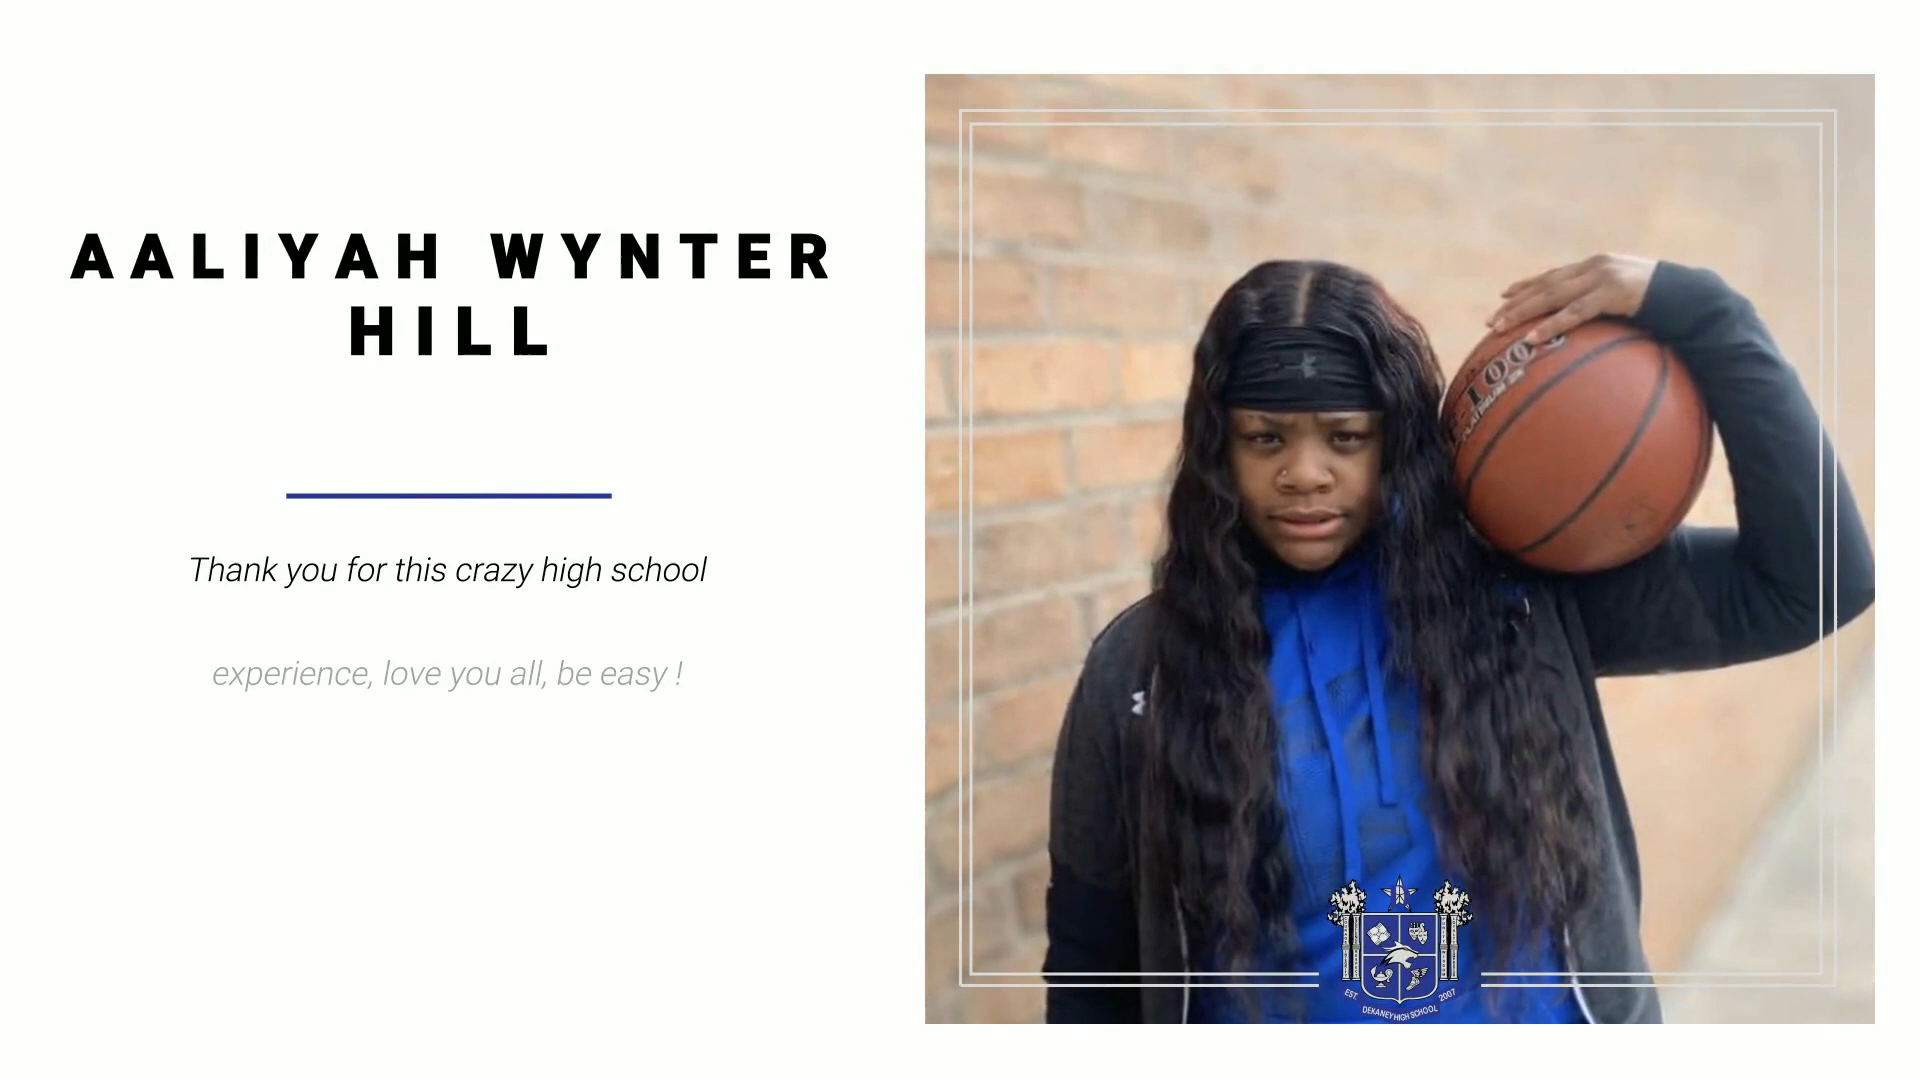 AALIYAH WYNTER
HILL
Thank you for this crazy high school
experience, love you all, be easy !
EST. 2007
DEKANEY HIGH SCHOOL